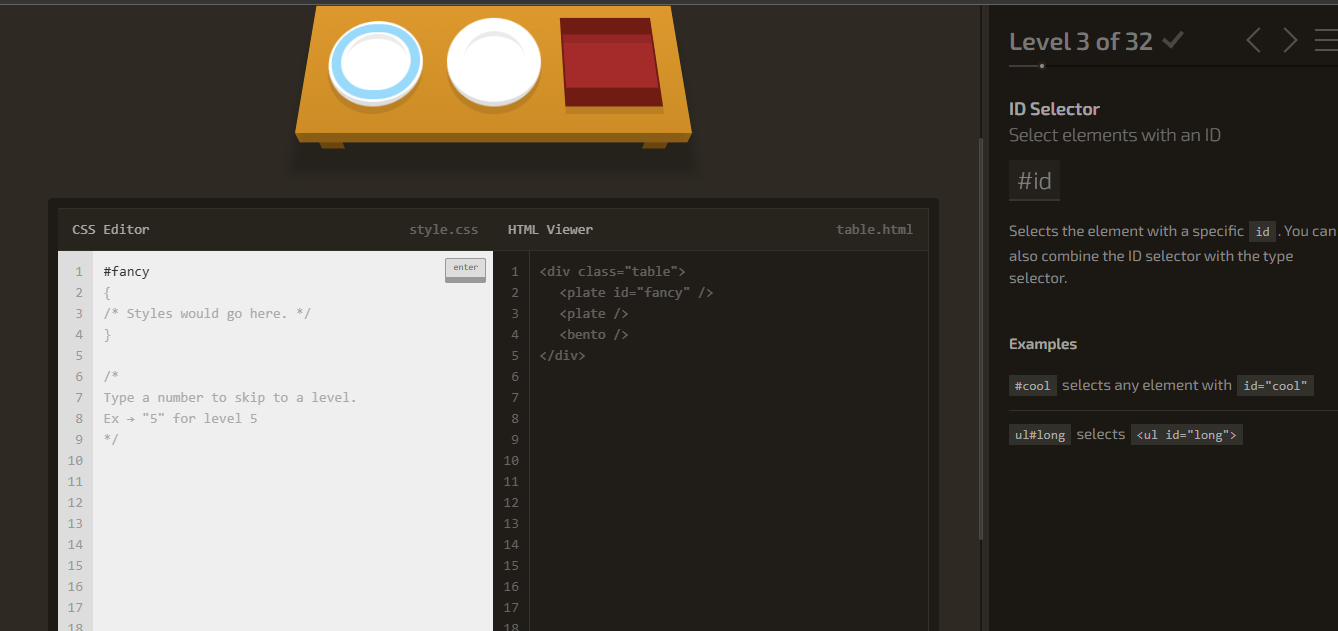 Level 3 of 32
ID Selector
Select elements with an ID
#id
Selects the element with a specific id. You can
also combine the ID selector with the type
selector.
Examples
#cool selects any element with id="cool"
ul#long selects <ul id="long">
CSS Editor style.css
1 #fancy enter
2 {
3 /* Styles would go here. */
4 }
5
6 /*
7 Type a number to skip to a level.
8 Ex → "5" for level 5
9 */
10
11
12
13
14
15
16
17
18
HTML Viewer table.html
1 <div class="table">
2 <plate id="fancy" />
3 <plate />
4 <bento />
5 </div>
6
7
8
9
10
11
12
13
14
15
16
17
18